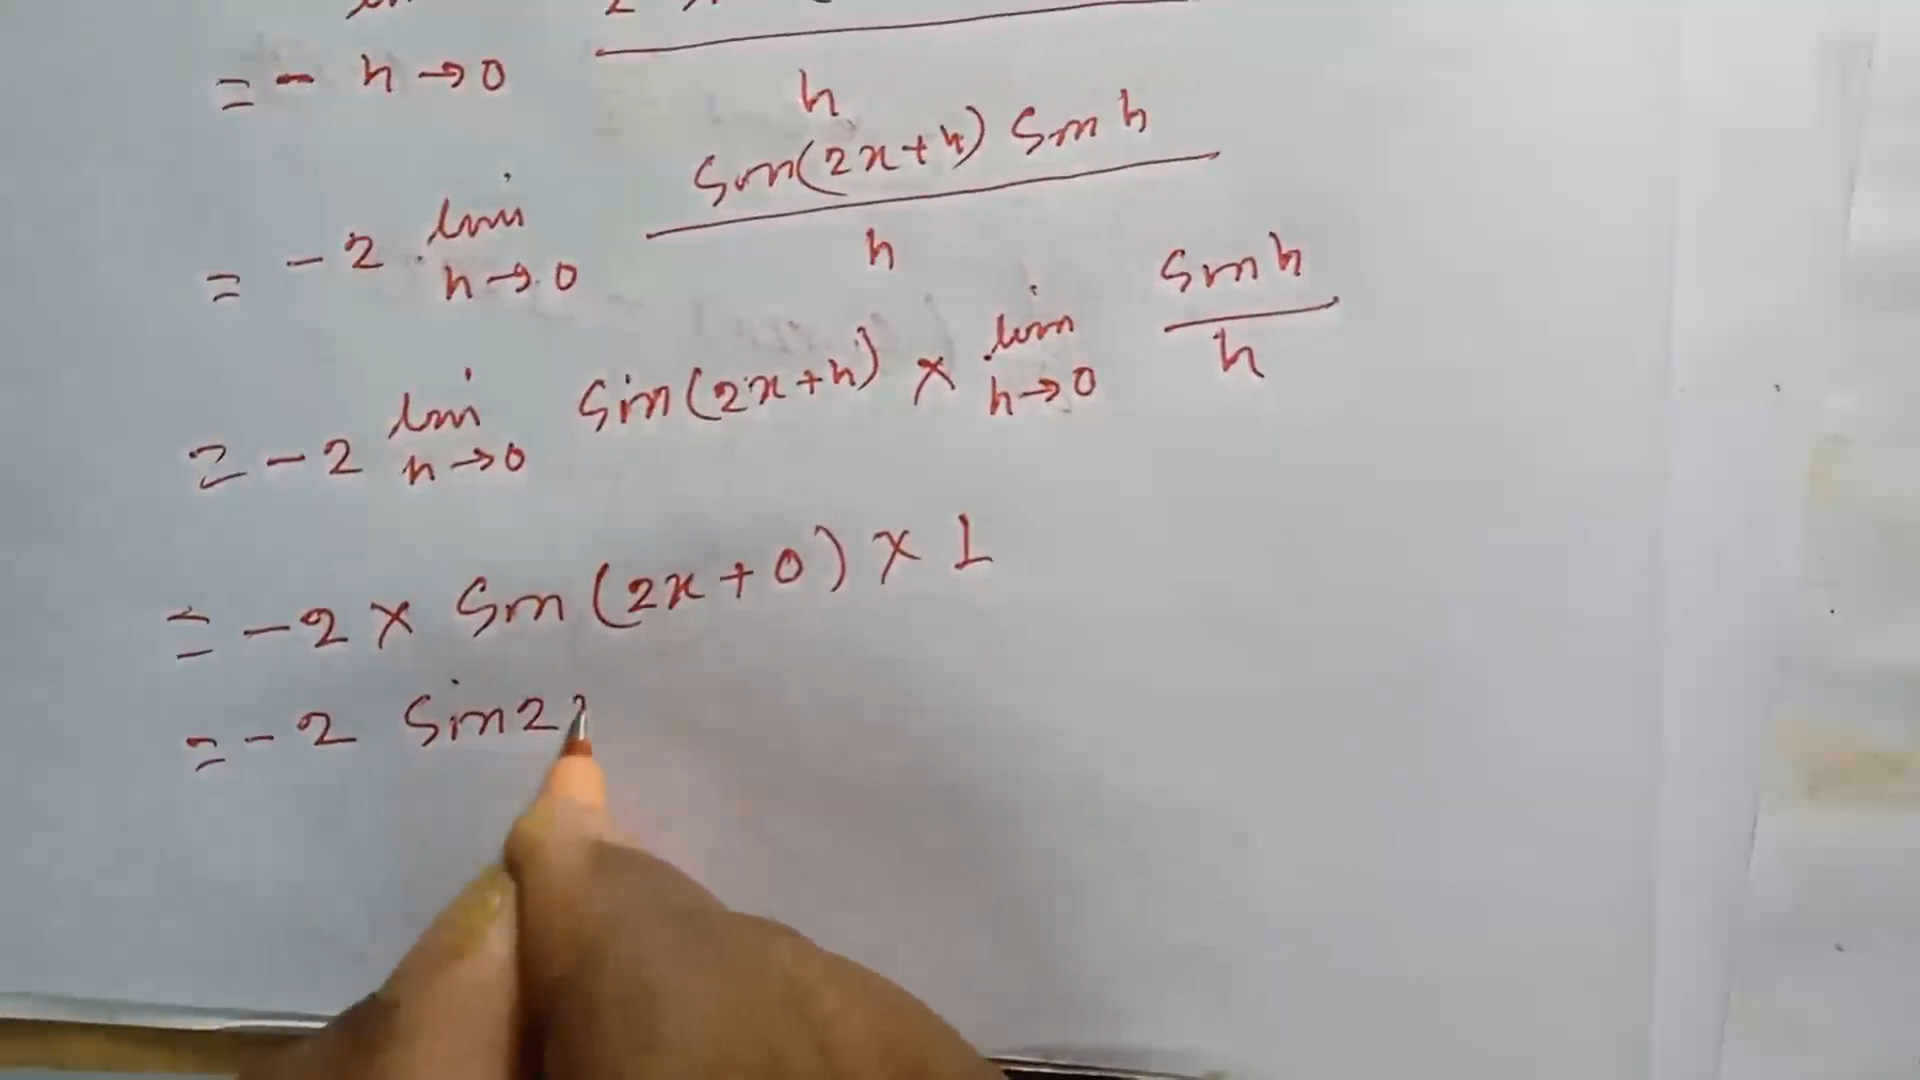 = - h→0 h
= -2 lim h→0 Sin(2x+h) Sin h / h
= -2 lim h→0 Sin(2x+h) × lim h→0 Sin h / h
= -2 × Sin (2x+0) × 1
= -2 Sin2